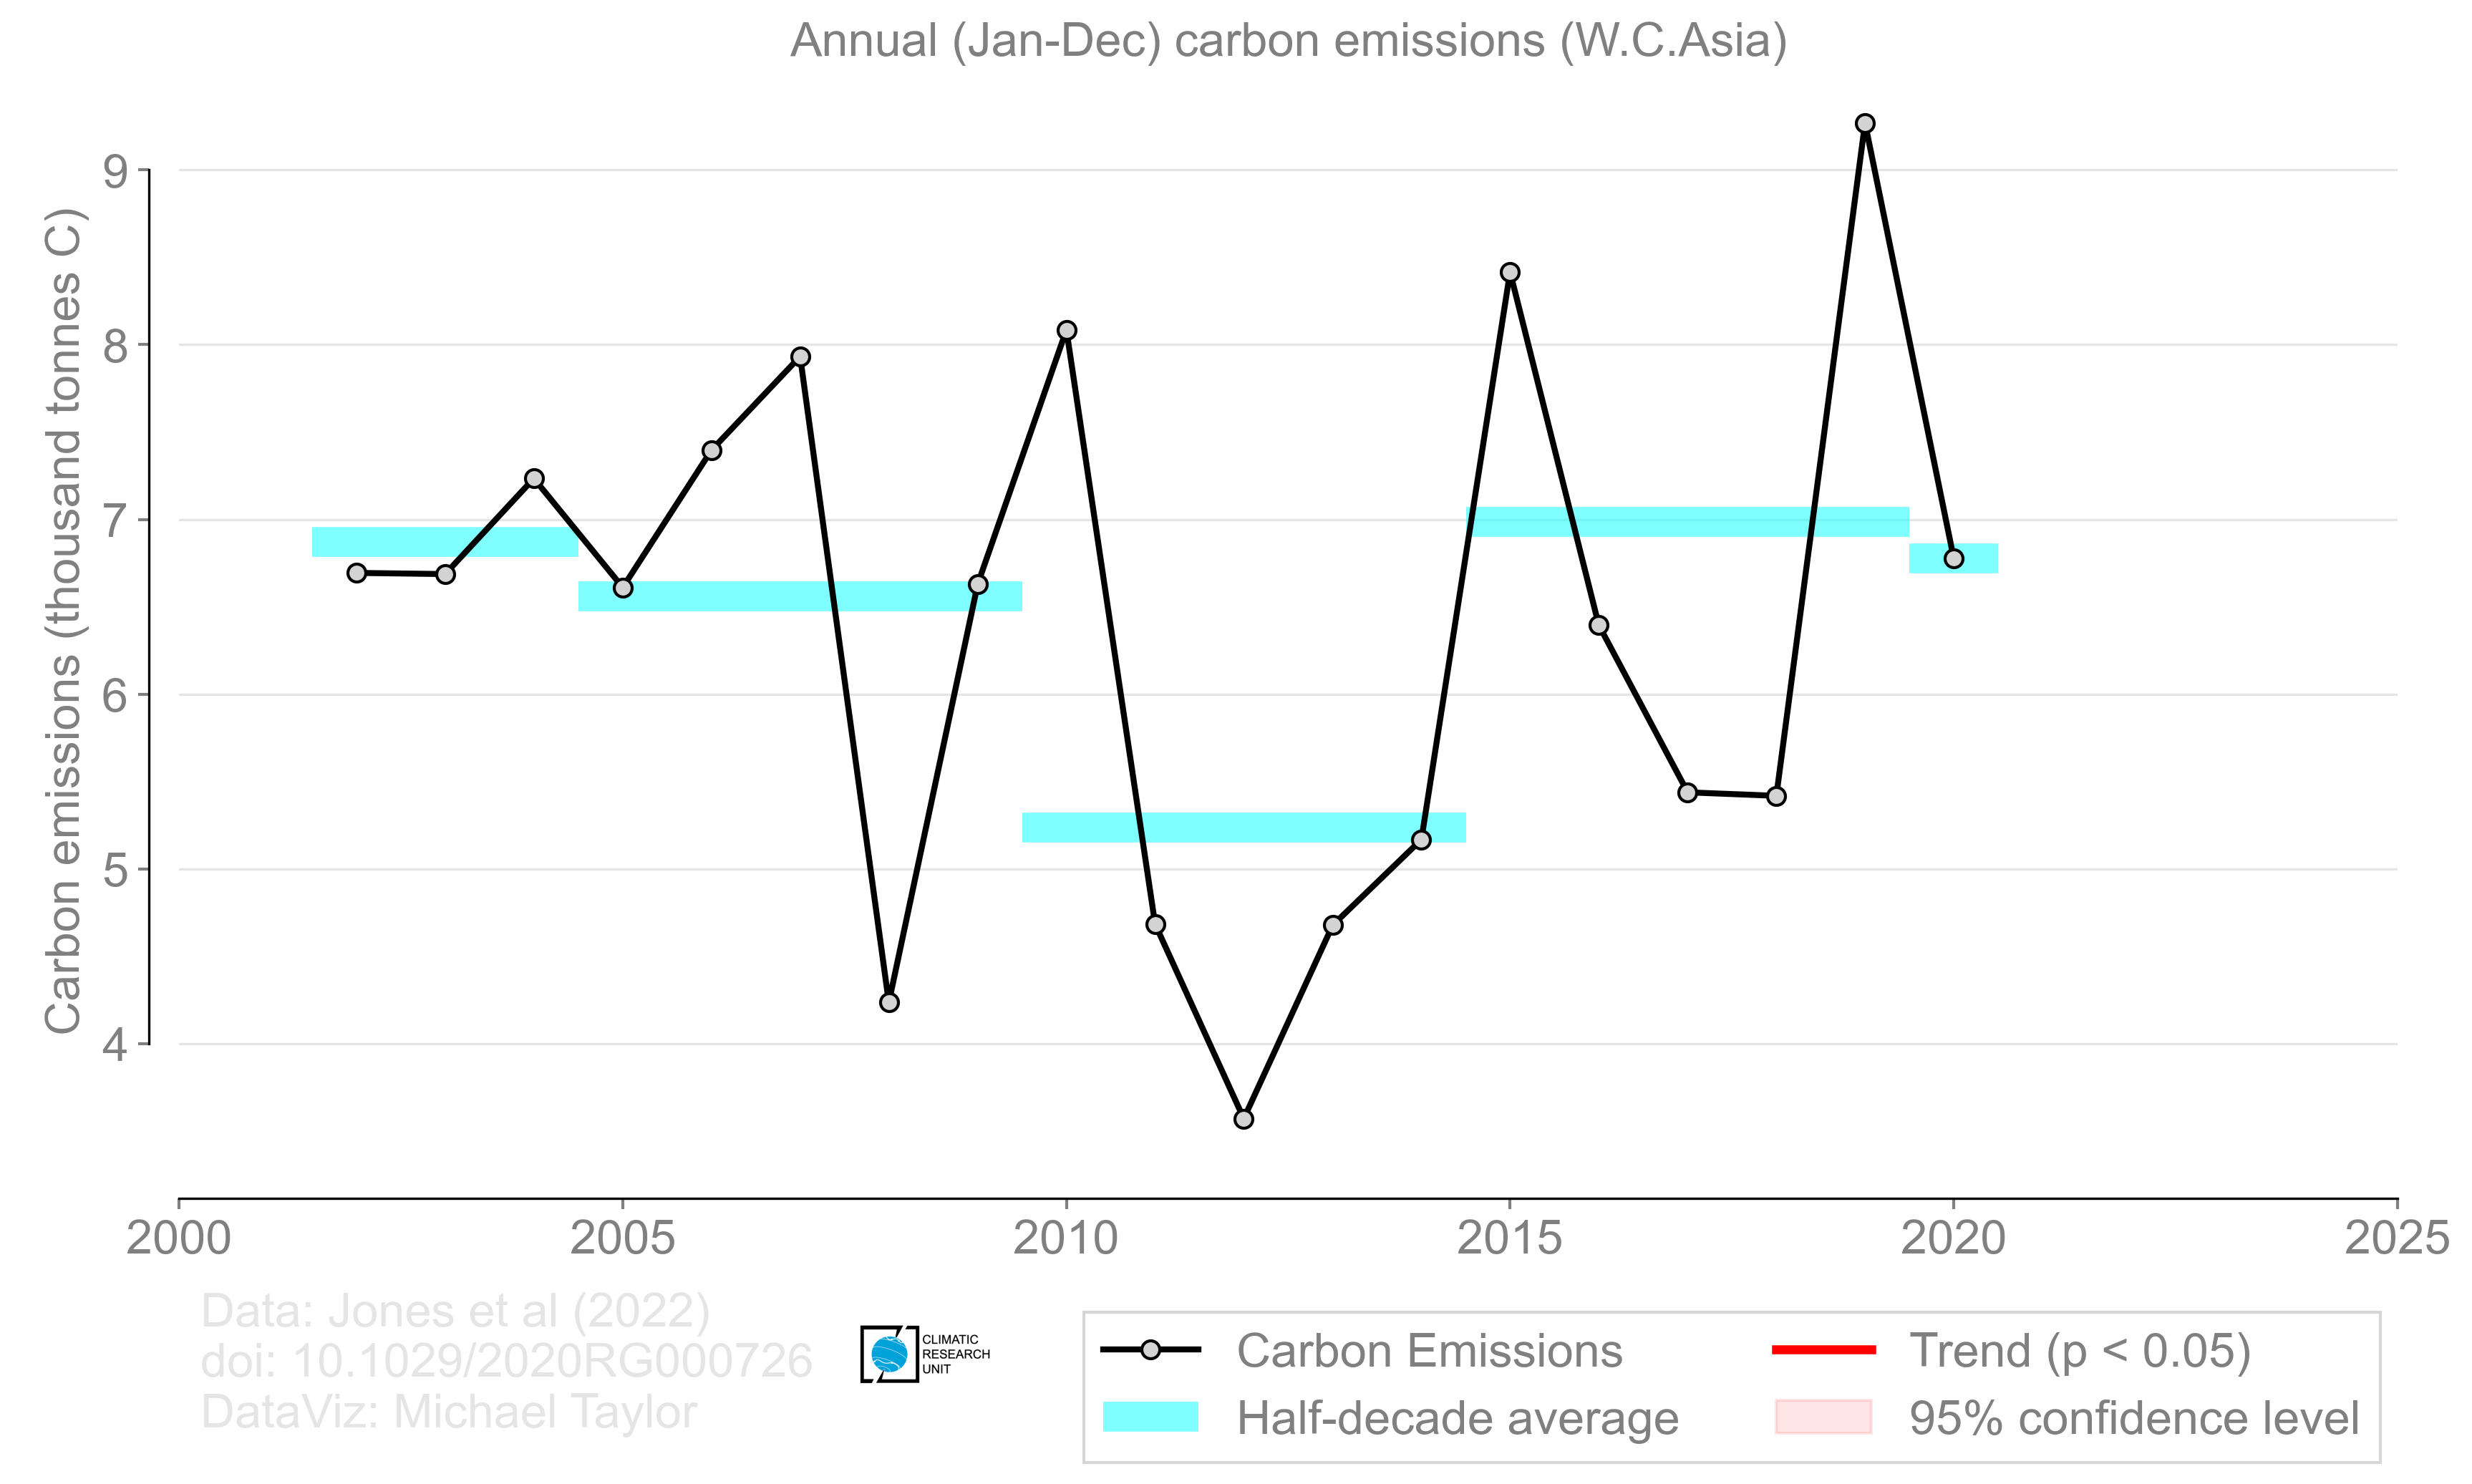 Annual (Jan-Dec) carbon emissions (W.C.Asia)
Carbon emissions (thousand tonnes C)
9
8
7
6
5
4
2000 2005 2010 2015 2020 2025
Data: Jones et al (2022)
doi: 10.1029/2020RG000726
DataViz: Michael Taylor
CLIMATIC
RESEARCH
UNIT
Carbon Emissions
Half-decade average
Trend (p < 0.05)
95% confidence level